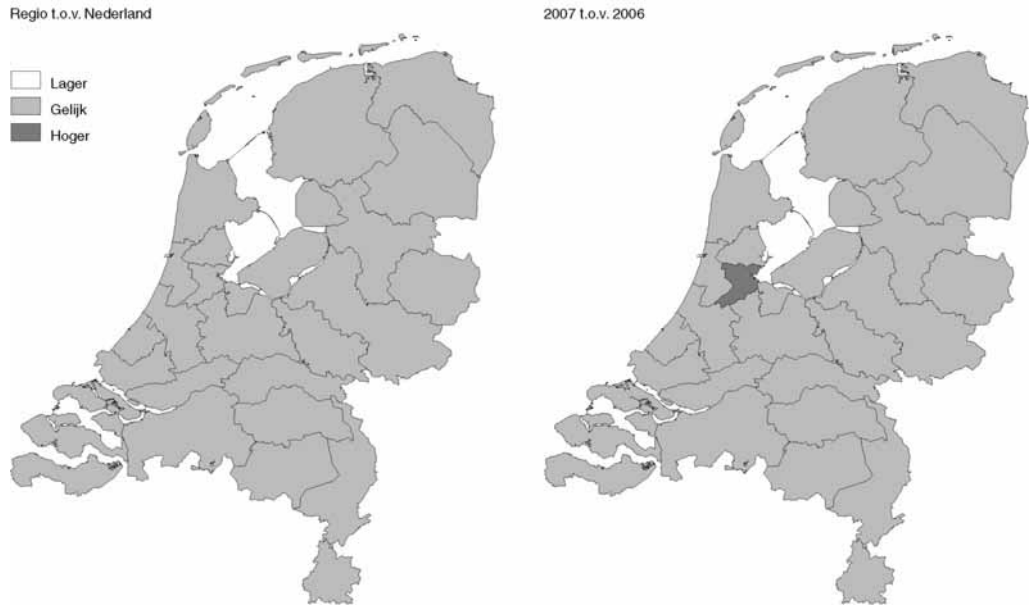 Regio t.o.v. Nederland
Lager
Gelijk
Hoger
2007 t.o.v. 2006